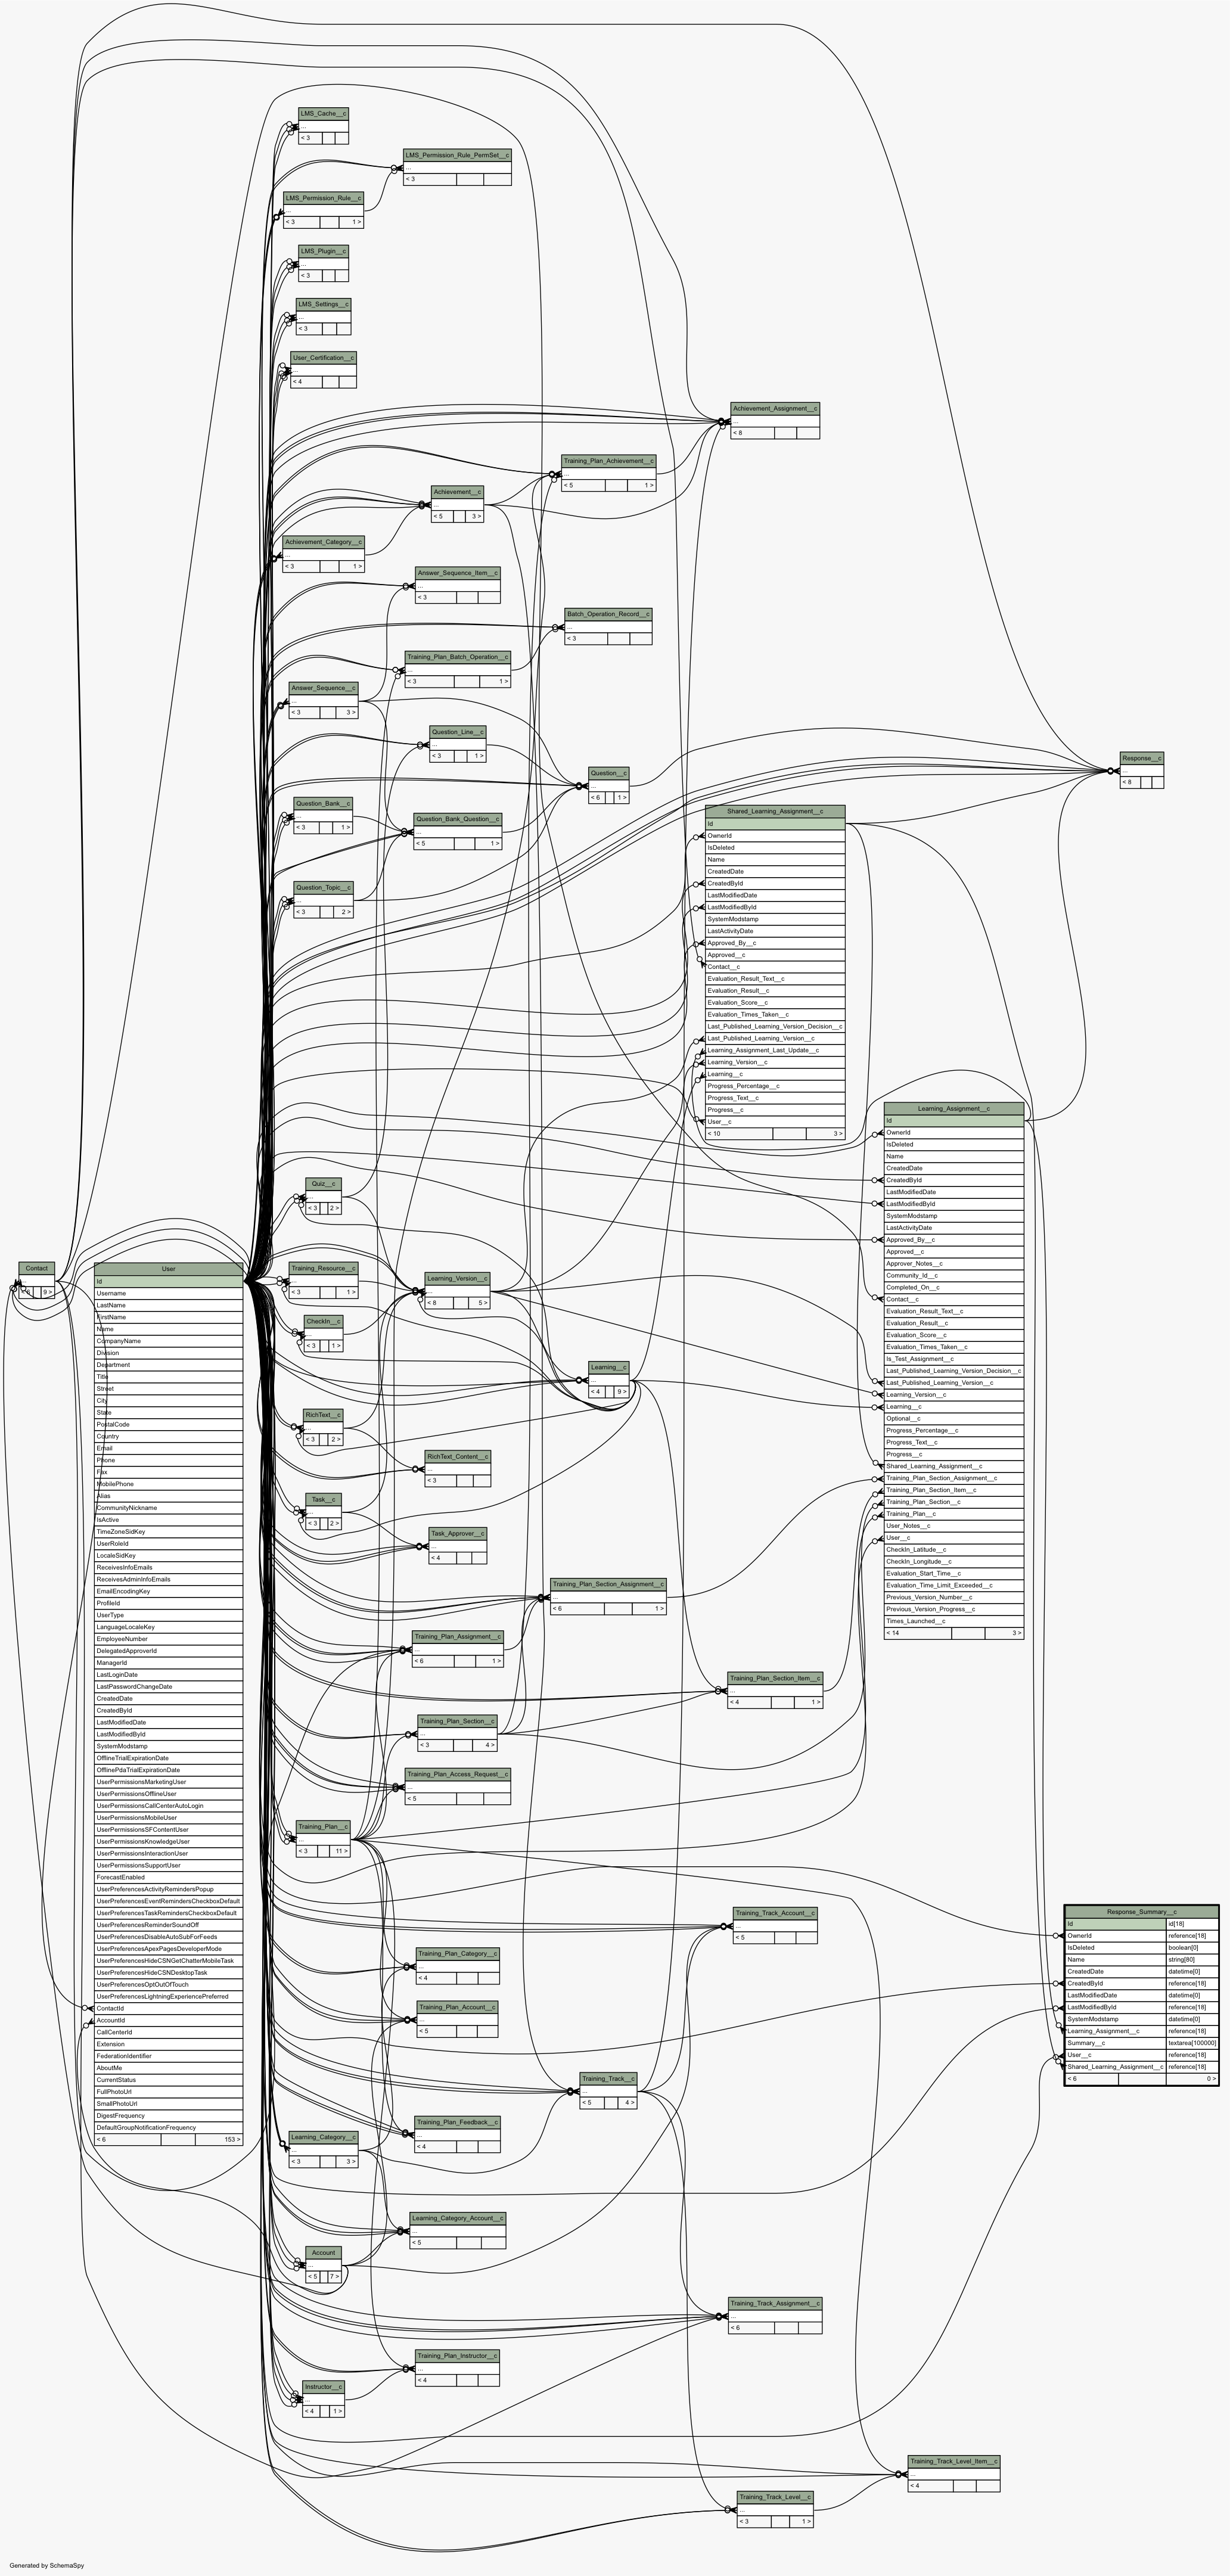 LMS_Cache__c
...
< 3
LMS_Permission_Rule_PermSet__c
...
< 3
LMS_Permission_Rule__c
...
< 3 1 >
LMS_Plugin__c
...
< 3
LMS_Settings__c
...
< 3
User_Certification__c
...
< 4
Achievement_Assignment__c
...
< 8
Training_Plan_Achievement__c
...
< 5 1 >
Achievement__c
...
< 5 3 >
Achievement_Category__c
...
< 3 1 >
Answer_Sequence_Item__c
...
< 3
Batch_Operation_Record__c
...
< 3
Training_Plan_Batch_Operation__c
...
< 3 1 >
Answer_Sequence__c
...
< 3 3 >
Question_Line__c
...
< 3 1 >
Response__c
...
< 8
Question__c
...
< 6 1 >
Question_Bank__c
...
< 3 1 >
Question_Bank_Question__c
...
< 5 1 >
Question_Topic__c
...
< 3 2 >
Shared_Learning_Assignment__c
Id
OwnerId
IsDeleted
Name
CreatedDate
CreatedById
LastModifiedDate
LastModifiedById
SystemModstamp
LastActivityDate
Approved_By__c
Approved__c
Contact__c
Evaluation_Result_Text__c
Evaluation_Result__c
Evaluation_Score__c
Evaluation_Times_Taken__c
Last_Published_Learning_Version_Decision__c
Last_Published_Learning_Version__c
Learning_Assignment_Last_Update__c
Learning_Version__c
Learning__c
Progress_Percentage__c
Progress_Text__c
Progress__c
User__c
< 10 3 >
Learning_Assignment__c
Id
OwnerId
IsDeleted
Name
CreatedDate
CreatedById
LastModifiedDate
LastModifiedById
SystemModstamp
LastActivityDate
Approved_By__c
Approved__c
Approver_Notes__c
Community_Id__c
Completed_On__c
Contact__c
Evaluation_Result_Text__c
Evaluation_Result__c
Evaluation_Score__c
Evaluation_Times_Taken__c
Is_Test_Assignment__c
Last_Published_Learning_Version_Decision__c
Last_Published_Learning_Version__c
Learning_Version__c
Learning__c
Optional__c
Progress_Percentage__c
Progress_Text__c
Progress__c
Shared_Learning_Assignment__c
Training_Plan_Section_Assignment__c
Training_Plan_Section_Item__c
Training_Plan_Section__c
Training_Plan__c
User_Notes__c
User__c
CheckIn_Latitude__c
CheckIn_Longitude__c
Evaluation_Start_Time__c
Evaluation_Time_Limit_Exceeded__c
Previous_Version_Number__c
Previous_Version_Progress__c
Times_Launched__c
< 14 3 >
Quiz__c
...
< 3 2 >
Contact
...
9 >
User
Id
Username
LastName
FirstName
Name
CompanyName
Division
Department
Title
Street
City
State
PostalCode
Country
Email
Phone
Fax
MobilePhone
Alias
CommunityNickname
IsActive
TimeZoneSidKey
UserRoleId
LocaleSidKey
ReceivesInfoEmails
ReceivesAdminInfoEmails
EmailEncodingKey
ProfileId
UserType
LanguageLocaleKey
EmployeeNumber
DelegatedApproverId
ManagerId
LastLoginDate
LastPasswordChangeDate
CreatedDate
CreatedById
LastModifiedDate
LastModifiedById
SystemModstamp
OfflineTrialExpirationDate
OfflinePdaTrialExpirationDate
UserPermissionsMarketingUser
UserPermissionsOfflineUser
UserPermissionsCallCenterAutoLogin
UserPermissionsMobileUser
UserPermissionsSFContentUser
UserPermissionsKnowledgeUser
UserPermissionsInteractionUser
UserPermissionsSupportUser
ForecastEnabled
UserPreferencesActivityRemindersPopup
UserPreferencesEventRemindersCheckboxDefault
UserPreferencesTaskRemindersCheckboxDefault
UserPreferencesReminderSoundOff
UserPreferencesDisableAutoSubForFeeds
UserPreferencesApexPagesDeveloperMode
UserPreferencesHideCSNGetChatterMobileTask
UserPreferencesHideCSNDesktopTask
UserPreferencesOptOutOfTouch
UserPreferencesLightningExperiencePreferred
ContactId
AccountId
CallCenterId
Extension
FederationIdentifier
AboutMe
CurrentStatus
FullPhotoUrl
SmallPhotoUrl
DigestFrequency
DefaultGroupNotificationFrequency
< 6 153 >
Training_Resource__c
...
< 3 1 >
Learning_Version__c
...
< 8 5 >
CheckIn__c
...
< 3 1 >
Learning__c
...
< 4 9 >
RichText__c
...
< 3 2 >
RichText_Content__c
...
< 3
Task__c
...
< 3 2 >
Task_Approver__c
...
< 4
Training_Plan_Section_Assignment__c
...
< 6 1 >
Training_Plan_Assignment__c
...
< 6 1 >
Training_Plan_Section_Item__c
...
< 4 1 >
Training_Plan_Section__c
...
< 3 4 >
Training_Plan_Access_Request__c
...
< 5
Training_Plan__c
...
< 3 11 >
Training_Track_Account__c
...
< 5
Response_Summary__c
Id id[18]
OwnerId reference[18]
IsDeleted boolean[0]
Name string[80]
CreatedDate datetime[0]
CreatedById reference[18]
LastModifiedDate datetime[0]
LastModifiedById reference[18]
SystemModstamp datetime[0]
Learning_Assignment__c reference[18]
Summary__c textarea[100000]
User__c reference[18]
Shared_Learning_Assignment__c reference[18]
< 6 0 >
Training_Plan_Category__c
...
< 4
Training_Plan_Account__c
...
< 5
Training_Track__c
...
< 5 4 >
Training_Plan_Feedback__c
...
< 4
Learning_Category__c
...
< 3 3 >
Learning_Category_Account__c
...
< 5
Account
...
< 5 7 >
Training_Track_Assignment__c
...
< 6
Training_Plan_Instructor__c
...
< 4
Instructor__c
...
< 4 1 >
Training_Track_Level_Item__c
...
< 4
Training_Track_Level__c
...
< 3 1 >
Generated by SchemaSpy